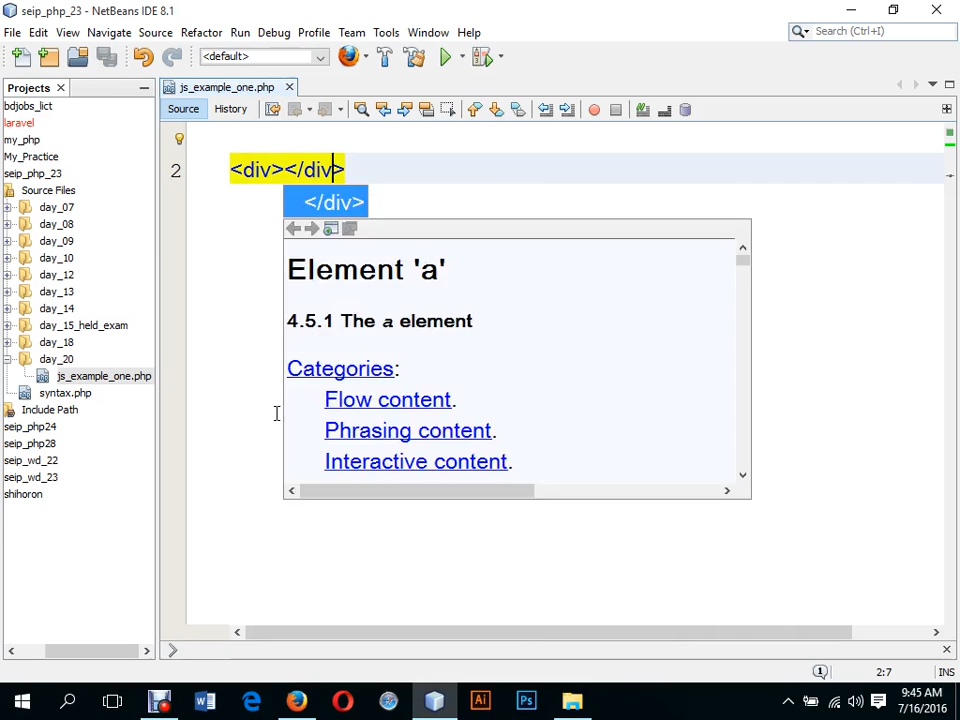 seip_php_23 - NetBeans IDE 8.1
File Edit View Navigate Source Refactor Run Debug Profile Team Tools Window Help
Search (Ctrl+I)
<default>
Projects
js_example_one.php
Source History
bdjobs_lict
laravel
my_php
My_Practice
seip_php_23
Source Files
day_07
day_08
day_09
day_10
day_12
day_13
day_14
day_15_held_exam
day_18
day_20
js_example_one.php
syntax.php
Include Path
seip_php24
seip_php28
seip_wd_22
seip_wd_23
shihoron
2 <div></div>
</div>
Element 'a'
4.5.1 The a element
Categories:
Flow content.
Phrasing content.
Interactive content.
1
2:7 INS
W Ai Ps
9:45 AM
7/16/2016